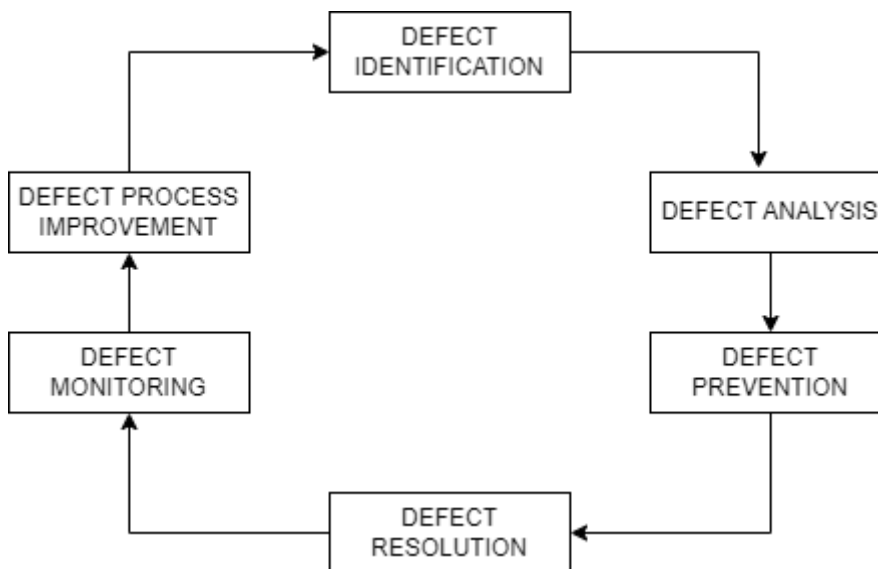 DEFECT
IDENTIFICATION
DEFECT PROCESS
IMPROVEMENT
DEFECT ANALYSIS
DEFECT
MONITORING
DEFECT
PREVENTION
DEFECT
RESOLUTION